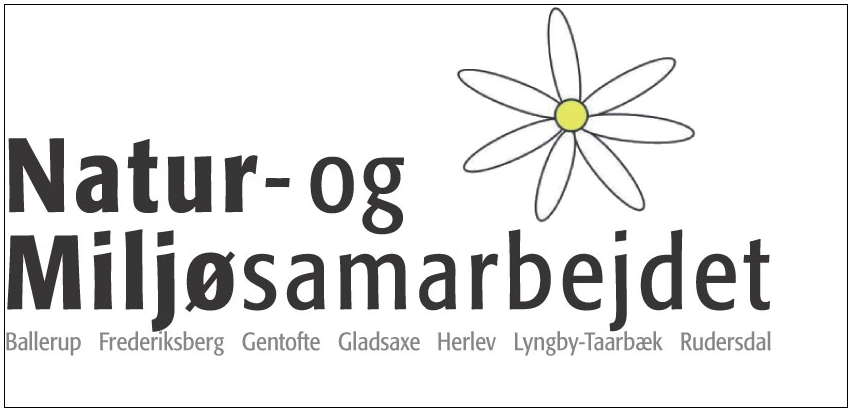 Natur- og
Miljøsamarbejdet
Ballerup Frederiksberg Gentofte Gladsaxe Herlev Lyngby-Taarbæk Rudersdal